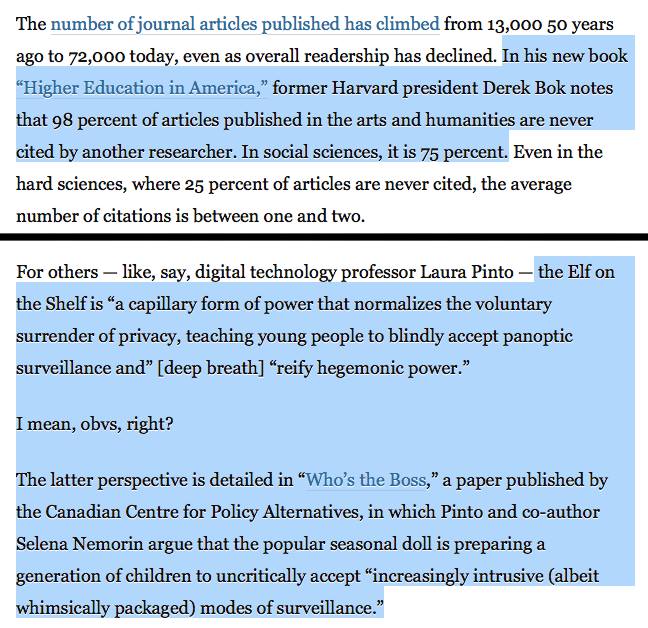 The number of journal articles published has climbed from 13,000 50 years
ago to 72,000 today, even as overall readership has declined. In his new book
“Higher Education in America,” former Harvard president Derek Bok notes
that 98 percent of articles published in the arts and humanities are never
cited by another researcher. In social sciences, it is 75 percent. Even in the
hard sciences, where 25 percent of articles are never cited, the average
number of citations is between one and two.
For others — like, say, digital technology professor Laura Pinto — the Elf on
the Shelf is “a capillary form of power that normalizes the voluntary
surrender of privacy, teaching young people to blindly accept panoptic
surveillance and” [deep breath] “reify hegemonic power.”
I mean, obvs, right?
The latter perspective is detailed in “Who’s the Boss,” a paper published by
the Canadian Centre for Policy Alternatives, in which Pinto and co-author
Selena Nemorin argue that the popular seasonal doll is preparing a
generation of children to uncritically accept “increasingly intrusive (albeit
whimsically packaged) modes of surveillance.”